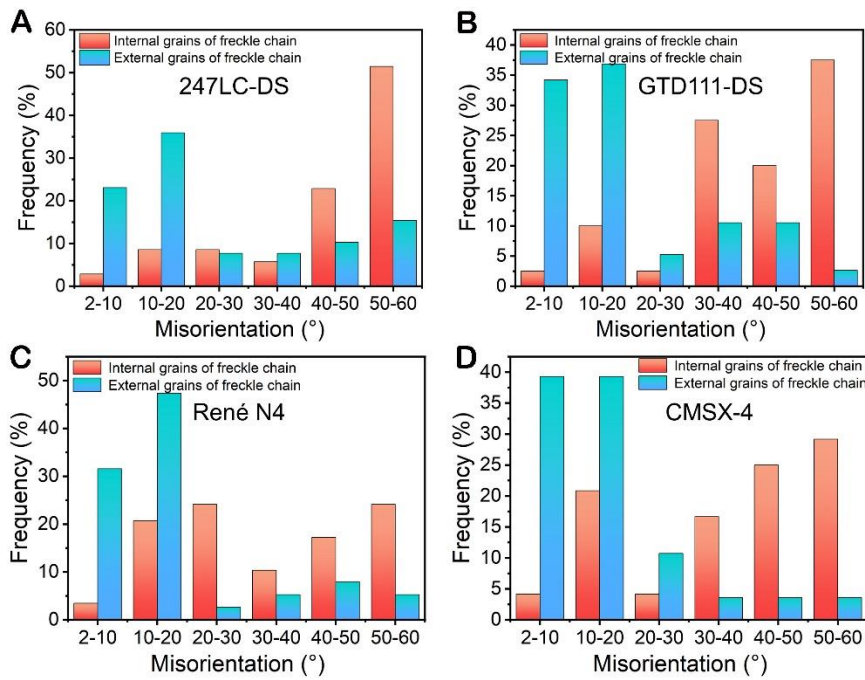 A
Internal grains of freckle chain
External grains of freckle chain
247LC-DS
Frequency (%)
60
50
40
30
20
10
0
2-10 10-20 20-30 30-40 40-50 50-60
Misorientation (°)
B
Internal grains of freckle chain
External grains of freckle chain
GTD111-DS
Frequency (%)
40
35
30
25
20
15
10
5
0
2-10 10-20 20-30 30-40 40-50 50-60
Misorientation (°)
C
Internal grains of freckle chain
External grains of freckle chain
René N4
Frequency (%)
50
40
30
20
10
0
2-10 10-20 20-30 30-40 40-50 50-60
Misorientation (°)
D
Internal grains of freckle chain
External grains of freckle chain
CMSX-4
Frequency (%)
40
35
30
25
20
15
10
5
0
2-10 10-20 20-30 30-40 40-50 50-60
Misorientation (°)